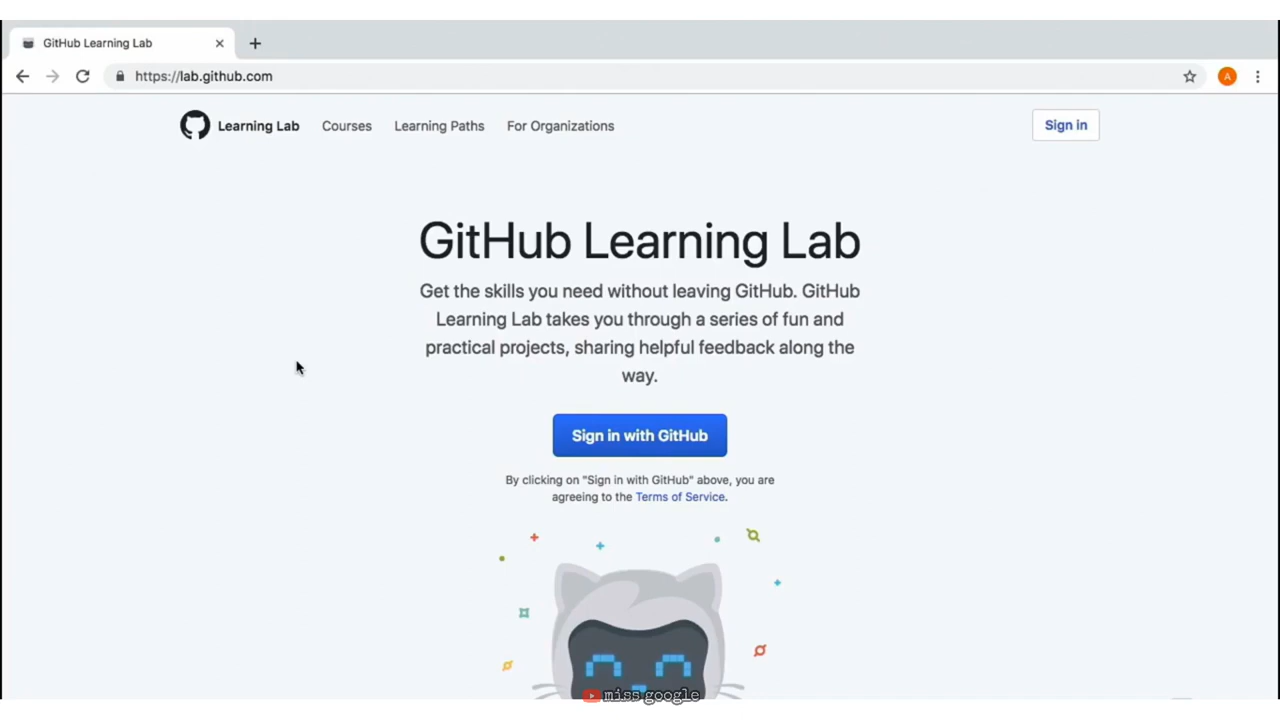 GitHub Learning Lab
https://lab.github.com
A
Learning Lab Courses Learning Paths For Organizations Sign in
GitHub Learning Lab
Get the skills you need without leaving GitHub. GitHub
Learning Lab takes you through a series of fun and
practical projects, sharing helpful feedback along the
way.
Sign in with GitHub
By clicking on "Sign in with GitHub" above, you are
agreeing to the Terms of Service.
miss google